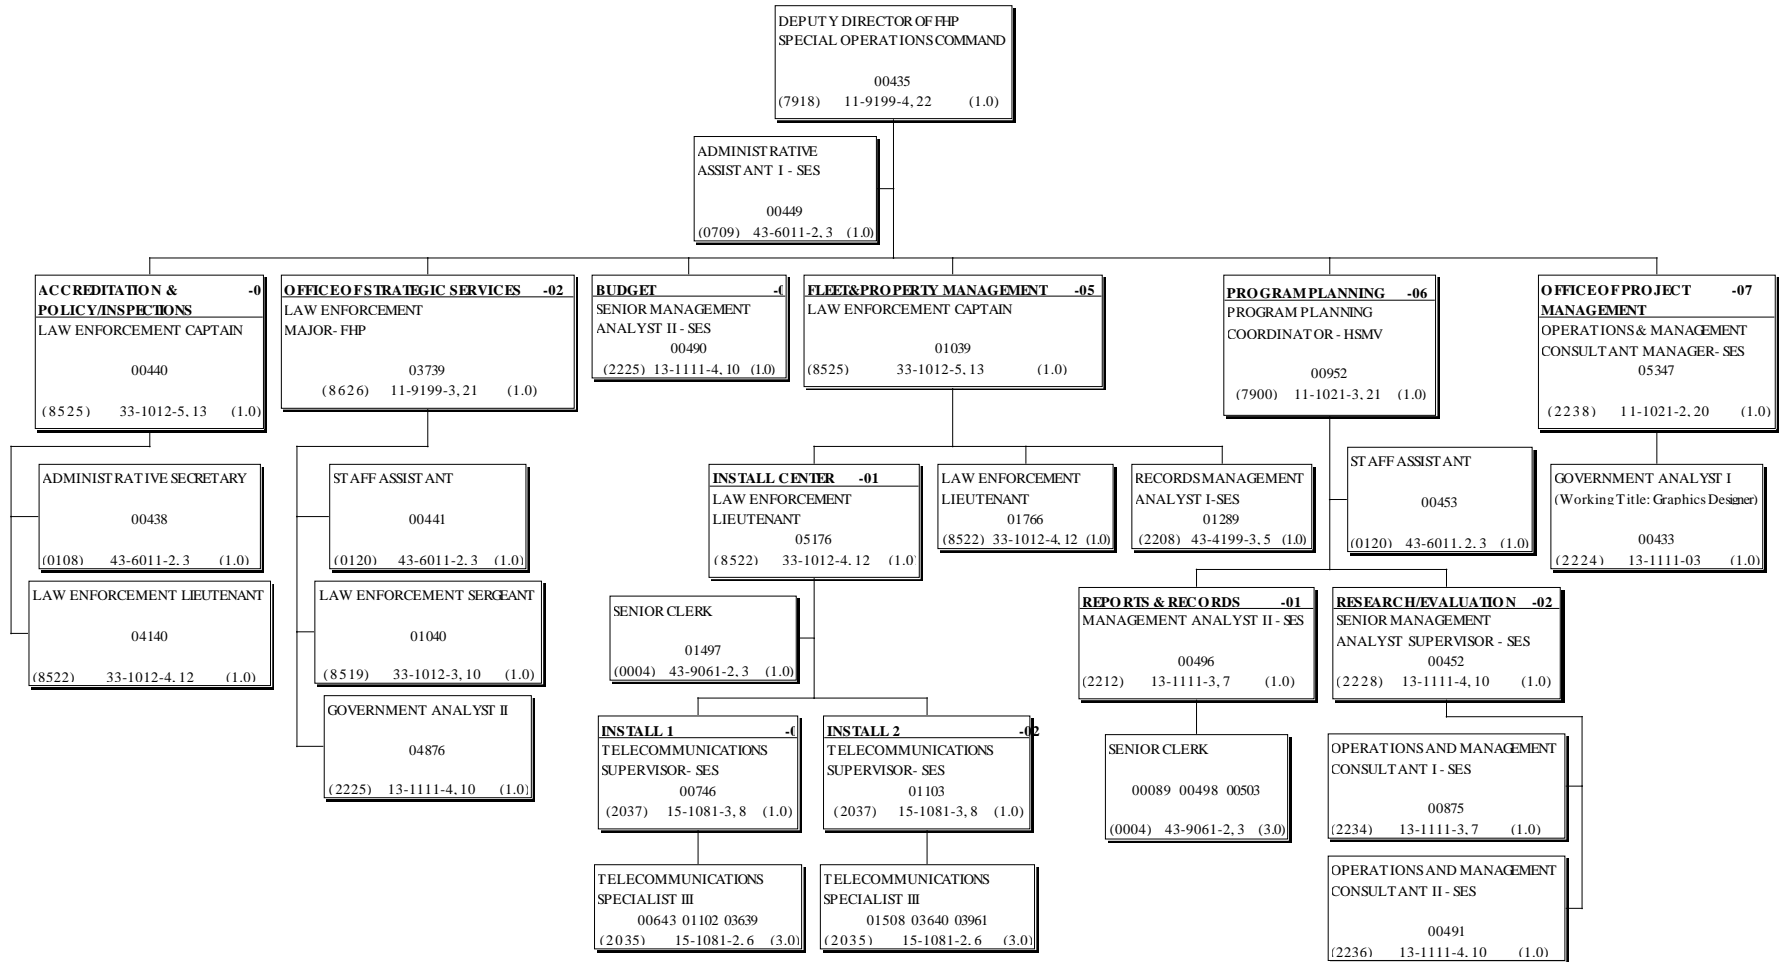 DEPUTY DIRECTOR OF FHP
SPECIAL OPERATIONS COMMAND
00435
(7918) 11-9199-4, 22 (1.0)
ADMINISTRATIVE
ASSISTANT I - SES
00449
(0709) 43-6011-2, 3 (1.0)
ACCREDITATION & -0
POLICY/INSPECTIONS
LAW ENFORCEMENT CAPTAIN
00440
(8525) 33-1012-5, 13 (1.0)
OFFICE OF STRATEGIC SERVICES -02
LAW ENFORCEMENT
MAJOR- FHP
03739
(8626) 11-9199-3, 21 (1.0)
BUDGET -0
SENIOR MANAGEMENT
ANALYST II - SES
00490
(2225) 13-1111-4, 10 (1.0)
FLEET&PROPERTY MANAGEMENT -05
LAW ENFORCEMENT CAPTAIN
01039
(8525) 33-1012-5, 13 (1.0)
PROGRAM PLANNING -06
PROGRAM PLANNING
COORDINATOR - HSMV
00952
(7900) 11-1021-3, 21 (1.0)
OFFICE OF PROJECT -07
MANAGEMENT
OPERATIONS & MANAGEMENT
CONSULTANT MANAGER- SES
05347
(2238) 11-1021-2, 20 (1.0)
ADMINISTRATIVE SECRETARY
00438
(0108) 43-6011-2, 3 (1.0)
LAW ENFORCEMENT LIEUTENANT
04140
(8522) 33-1012-4, 12 (1.0)
STAFF ASSISTANT
00441
(0120) 43-6011-2, 3 (1.0)
LAW ENFORCEMENT SERGEANT
01040
(8519) 33-1012-3, 10 (1.0)
GOVERNMENT ANALYST II
04876
(2225) 13-1111-4, 10 (1.0)
INSTALL CENTER -01
LAW ENFORCEMENT
LIEUTENANT
05176
(8522) 33-1012-4, 12 (1.0)
LAW ENFORCEMENT
LIEUTENANT
01766
(8522) 33-1012-4, 12 (1.0)
RECORDS MANAGEMENT
ANALYST I-SES
01289
(2208) 43-4199-3, 5 (1.0)
STAFF ASSISTANT
00453
(0120) 43-6011, 2, 3 (1.0)
GOVERNMENT ANALYST I
(Working Title: Graphics Designer)
00433
(2224) 13-1111-03 (1.0)
SENIOR CLERK
01497
(0004) 43-9061-2, 3 (1.0)
REPORTS & RECORDS -01
MANAGEMENT ANALYST II - SES
00496
(2212) 13-1111-3, 7 (1.0)
RESEARCH/EVALUATION -02
SENIOR MANAGEMENT
ANALYST SUPERVISOR - SES
00452
(2228) 13-1111-4, 10 (1.0)
INSTALL 1 -0
TELECOMMUNICATIONS
SUPERVISOR- SES
00746
(2037) 15-1081-3, 8 (1.0)
INSTALL 2 -02
TELECOMMUNICATIONS
SUPERVISOR- SES
01103
(2037) 15-1081-3, 8 (1.0)
SENIOR CLERK
00089 00498 00503
(0004) 43-9061-2, 3 (3.0)
OPERATIONS AND MANAGEMENT
CONSULTANT I - SES
00875
(2234) 13-1111-3, 7 (1.0)
TELECOMMUNICATIONS
SPECIALIST III
00643 01102 03639
(2035) 15-1081-2, 6 (3.0)
TELECOMMUNICATIONS
SPECIALIST III
01508 03640 03961
(2035) 15-1081-2, 6 (3.0)
OPERATIONS AND MANAGEMENT
CONSULTANT II - SES
00491
(2236) 13-1111-4, 10 (1.0)